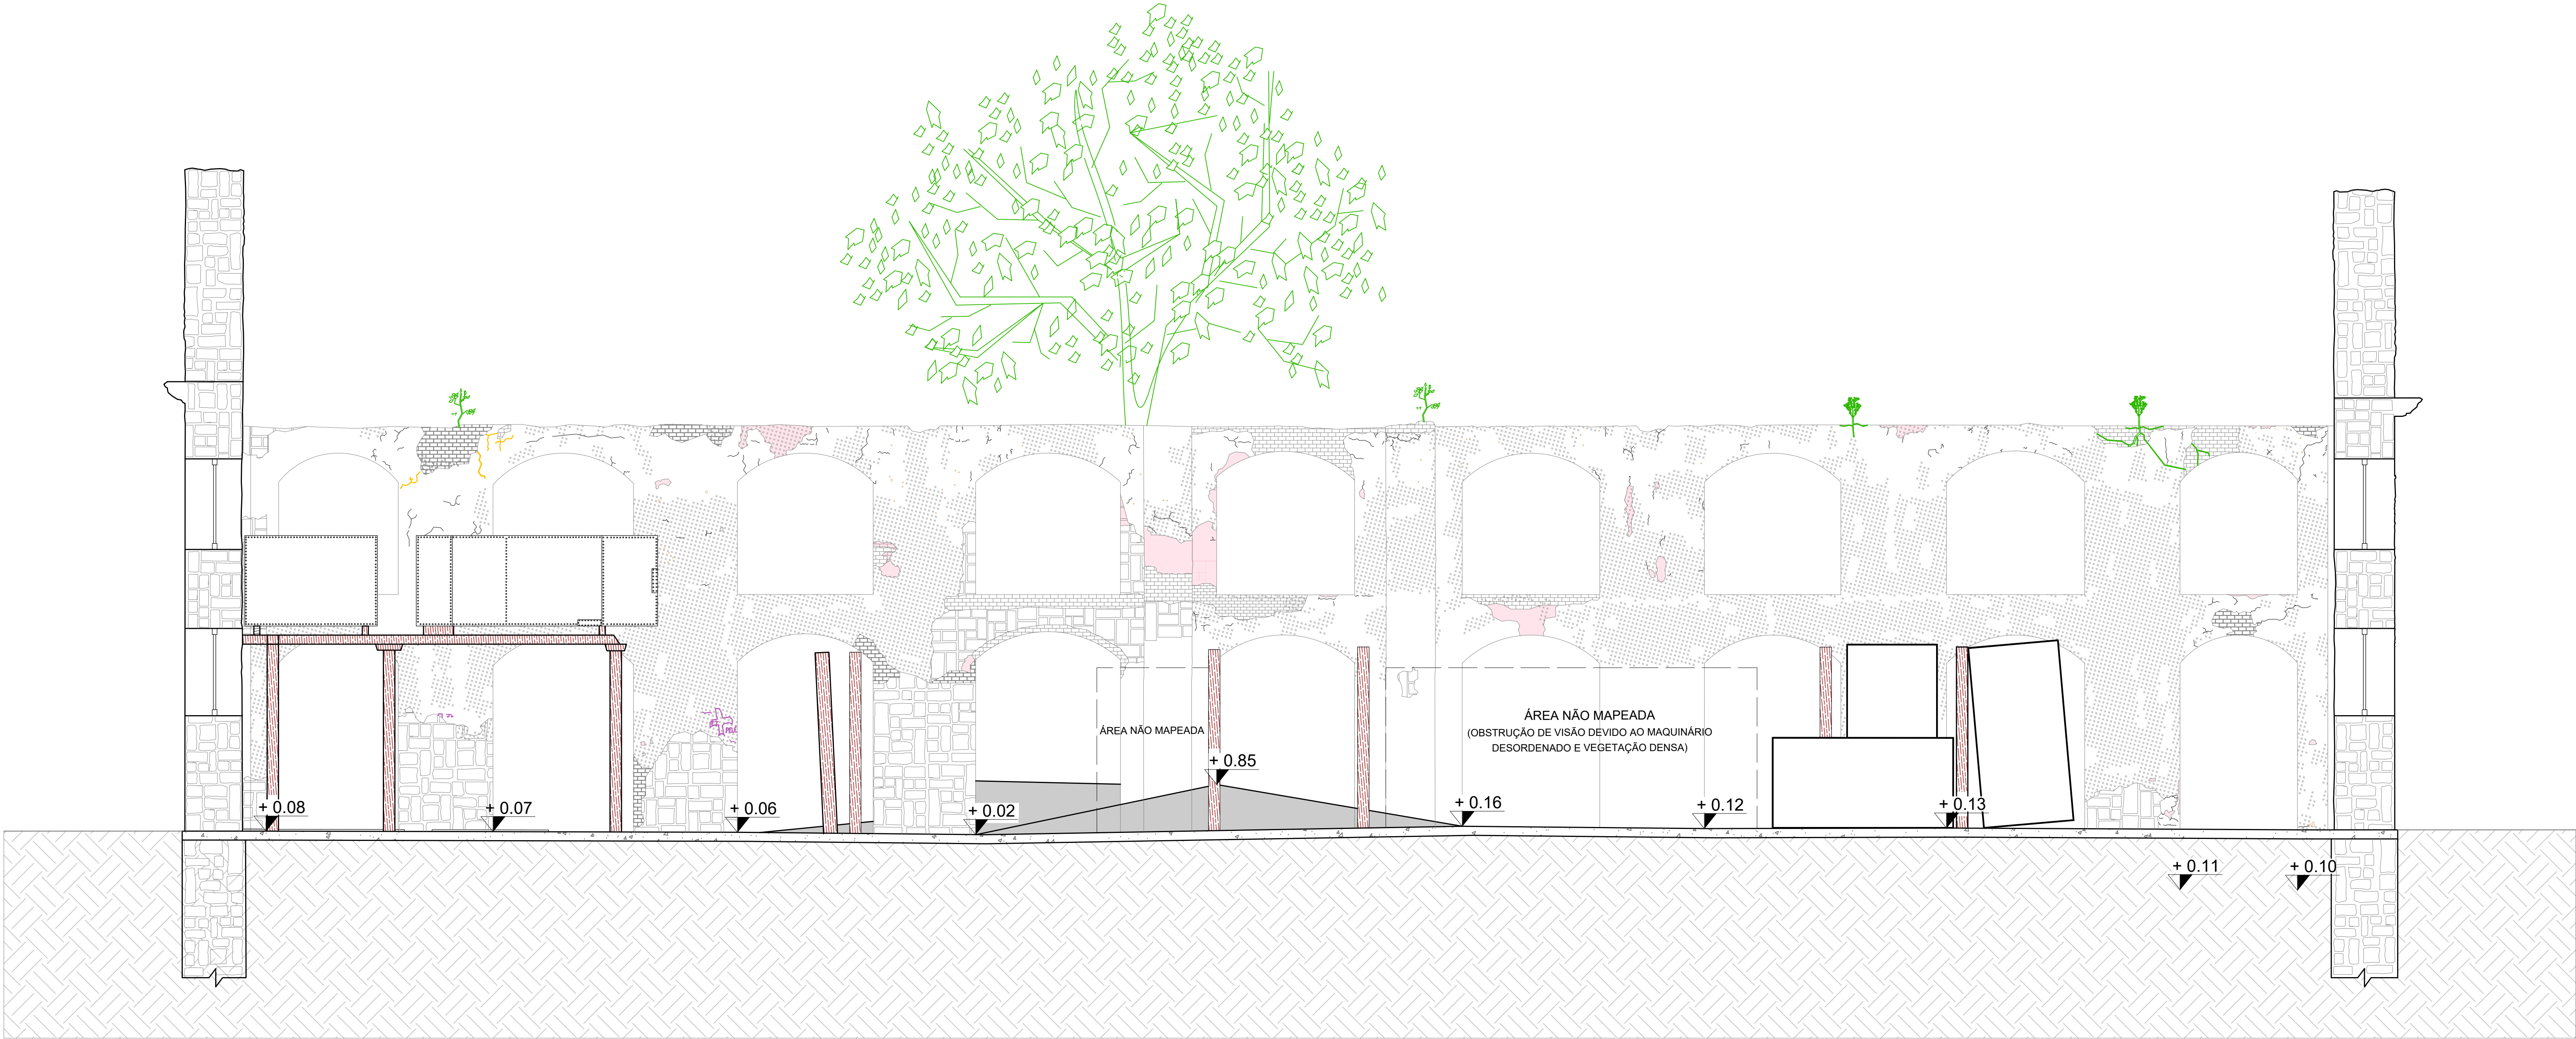 ÁREA NÃO MAPEADA
(OBSTRUÇÃO DE VISÃO DEVIDO AO MAQUINÁRIO
DESORDENADO E VEGETAÇÃO DENSA)
ÁREA NÃO MAPEADA
+ 0.85
+ 0.08
+ 0.07
+ 0.06
+ 0.02
+ 0.16
+ 0.12
+ 0.13
+ 0.11
+ 0.10